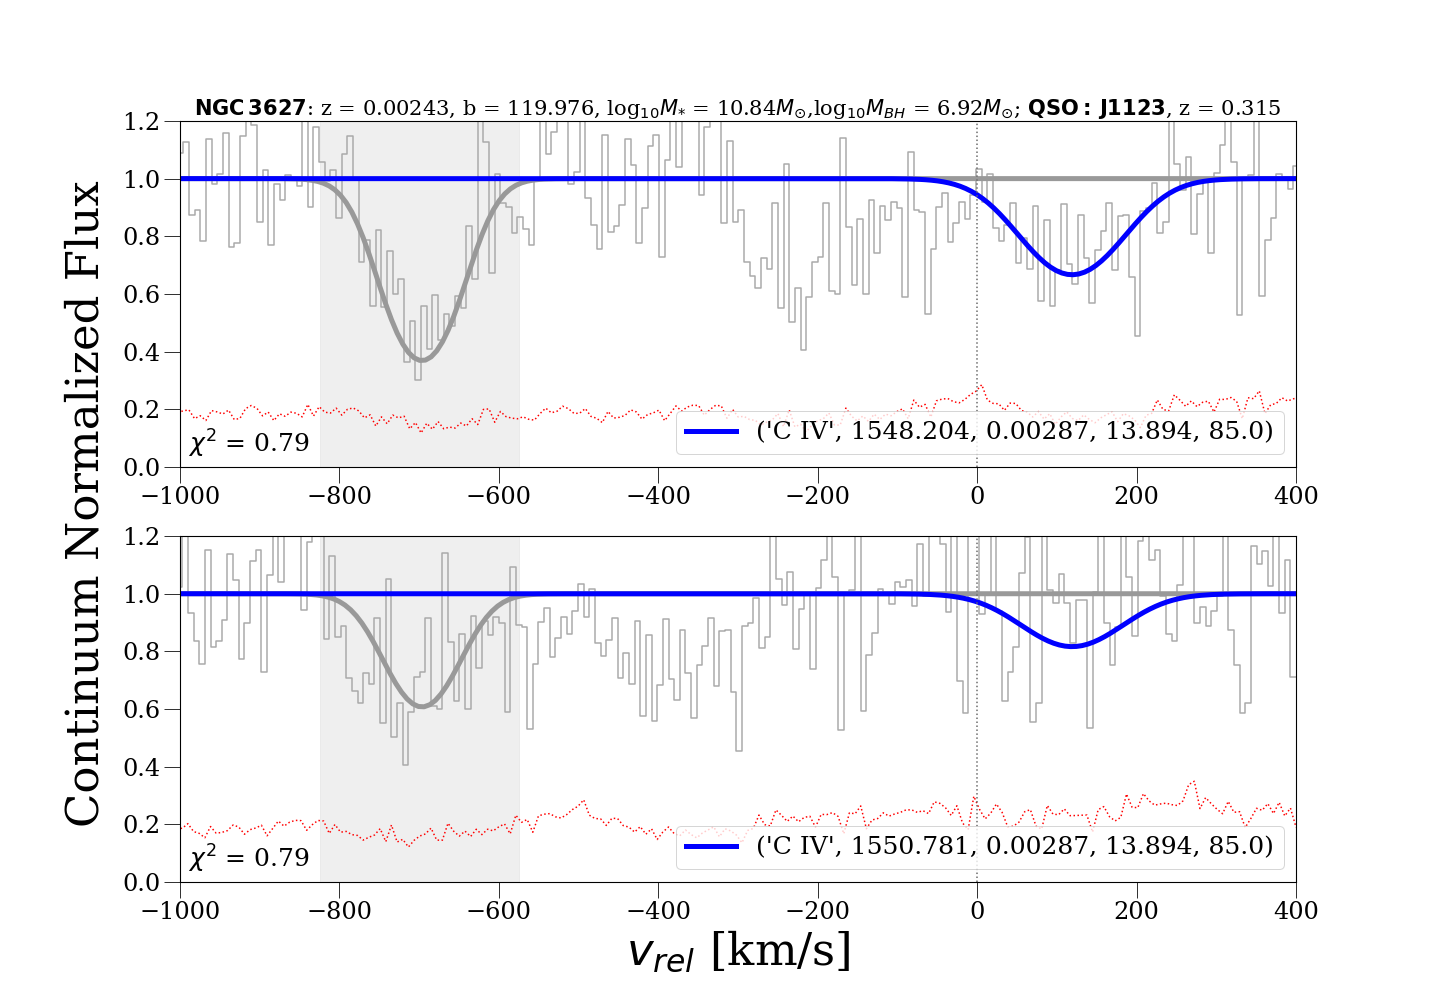 NGC 3627: z = 0.00243, b = 119.976, log₁₀M* = 10.84M⊙,log₁₀M_BH = 6.92M⊙; QSO : J1123, z = 0.315
Continuum Normalized Flux
1.2
1.0
0.8
0.6
0.4
0.2
0.0
χ² = 0.79
('C IV', 1548.204, 0.00287, 13.894, 85.0)
−1000 −800 −600 −400 −200 0 200 400
1.2
1.0
0.8
0.6
0.4
0.2
0.0
χ² = 0.79
('C IV', 1550.781, 0.00287, 13.894, 85.0)
−1000 −800 −600 −400 −200 0 200 400
v_rel [km/s]